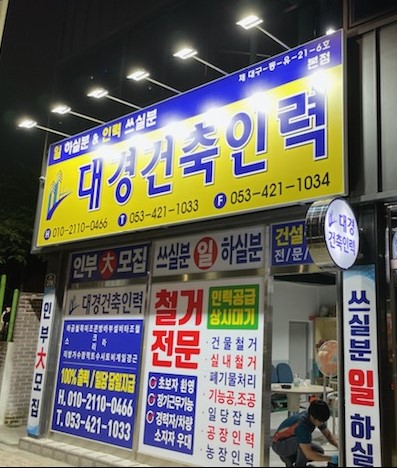 제 대구-동-유-21-6호
본점
일 하실분 & 인력 쓰실분
대경건축인력
H 010-2110-0466 T 053-421-1033 F 053-421-1034
인부 大 모집
쓰실분 일 하실분
건설
전/문/
대경
건축인력
인부大모집
대경건축인력
100% 출력 / 일당 당일지급
H. 010-2110-0466
T. 053-421-1033
철거
전문
초보자 환영
장기근무가능
경력자/차량
소지자 우대
인력공급
상시대기
· 건물철거
· 실내철거
· 폐기물처리
· 기능공,조공
· 일당잡부
· 공장인력
· 농장인력
쓰실분 일 하실